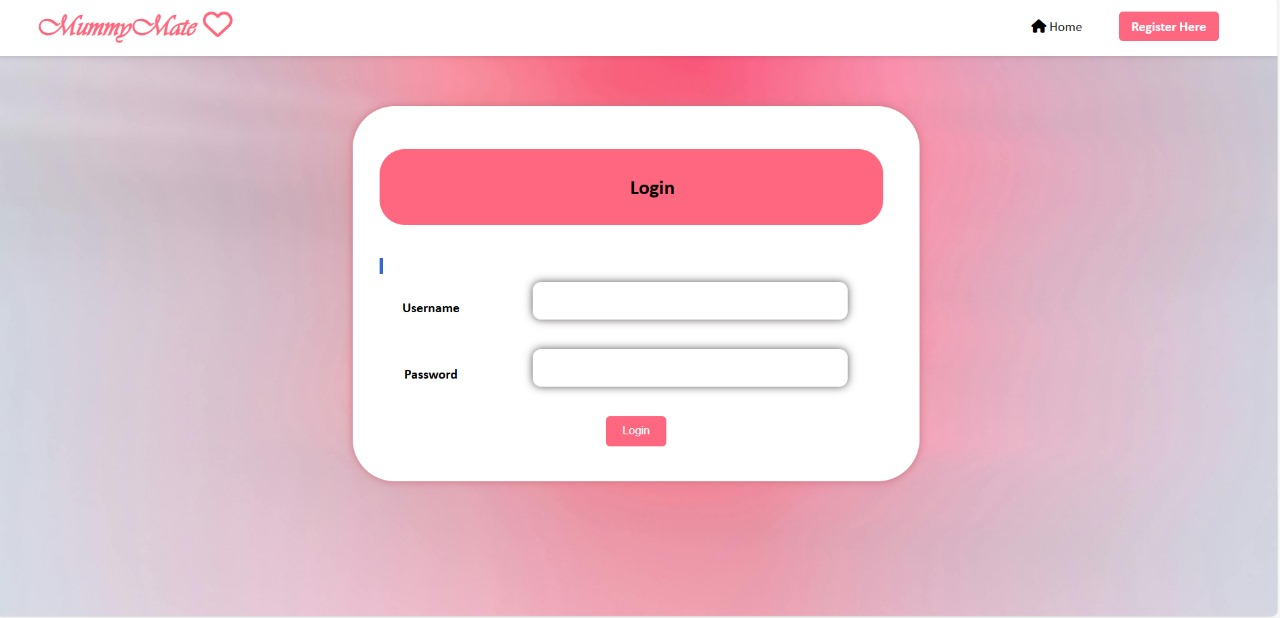 MummyMate
Home
Register Here
Login
Username
Password
Login